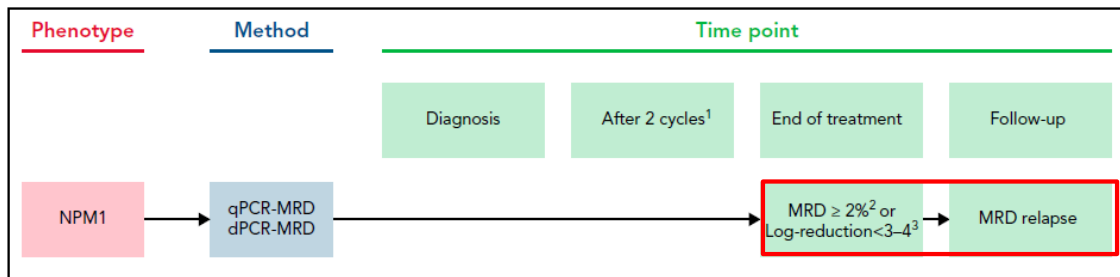 Phenotype
Method
Time point
Diagnosis
After 2 cycles¹
End of treatment
Follow-up
NPM1
qPCR-MRD
dPCR-MRD
MRD ≥ 2%² or
Log-reduction<3–4³
MRD relapse